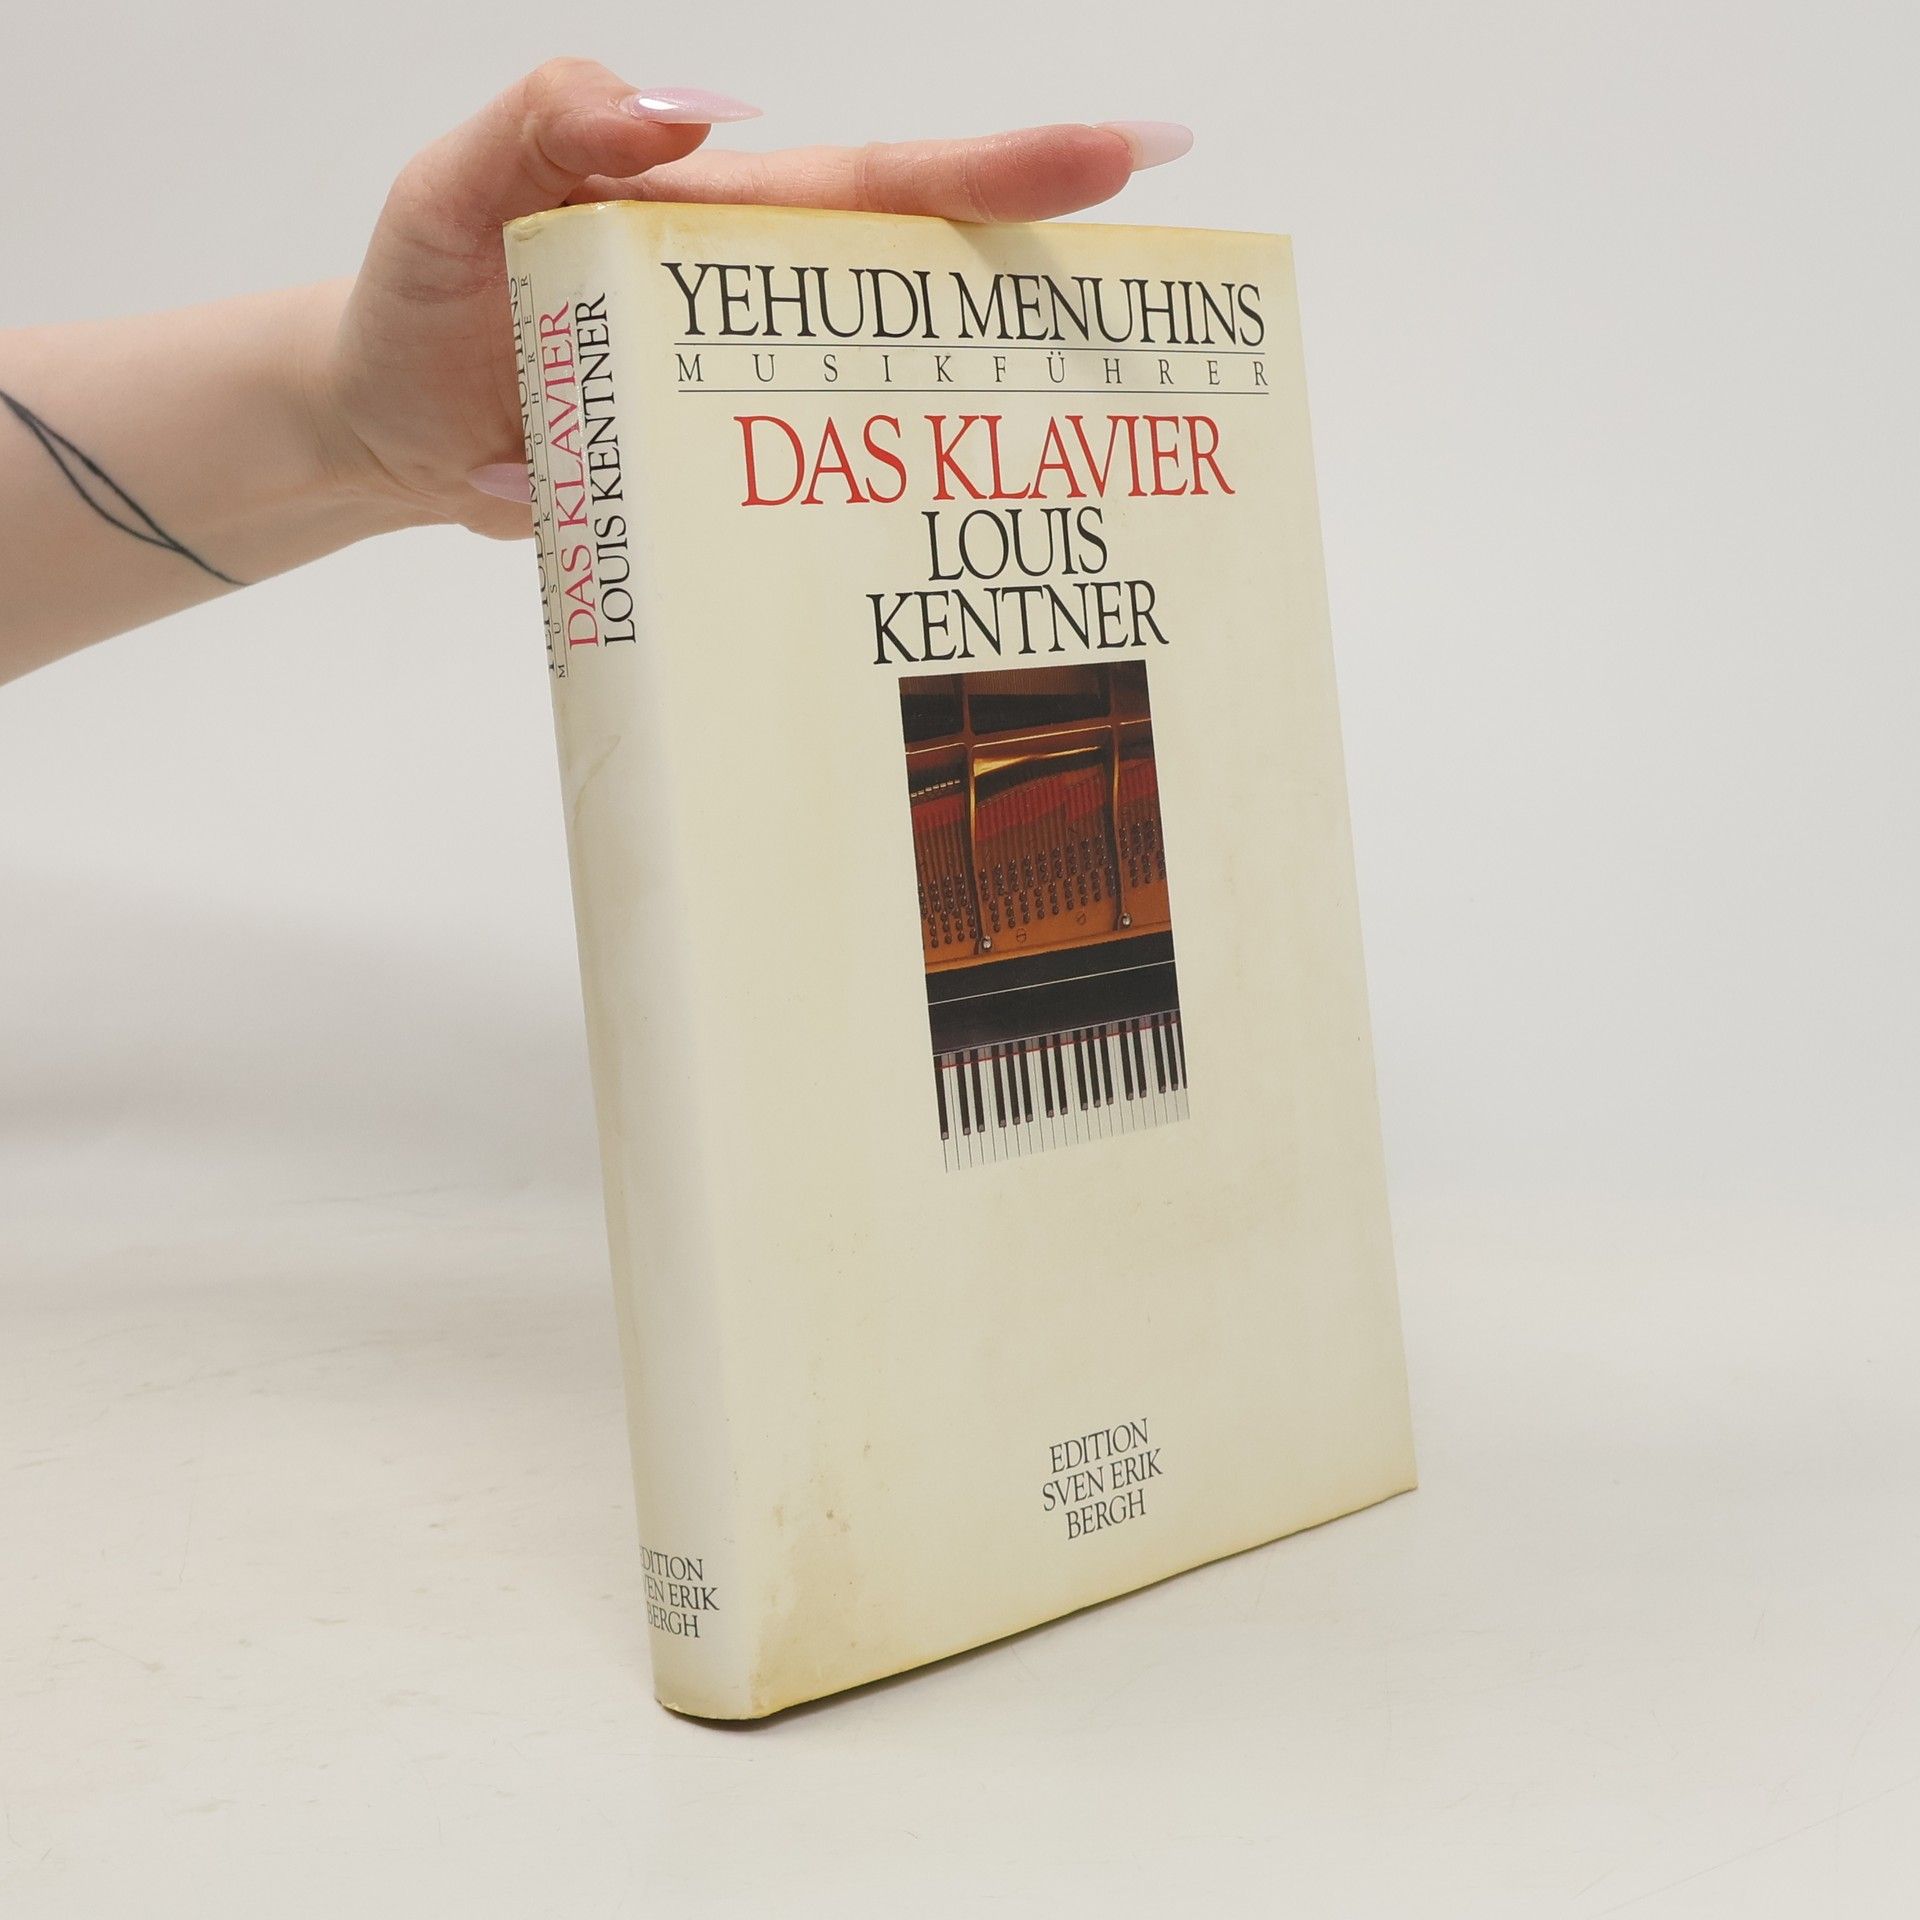 YEHUDI MENUHINS
MUSIKFÜHRER
DAS KLAVIER
LOUIS
KENTNER
EDITION
SVEN ERIK
BERGH
YEHUDI MENUHINS
MUSIKFÜHRER
DAS KLAVIER
LOUIS KENTNER
EDITION
SVEN ERIK
BERGH